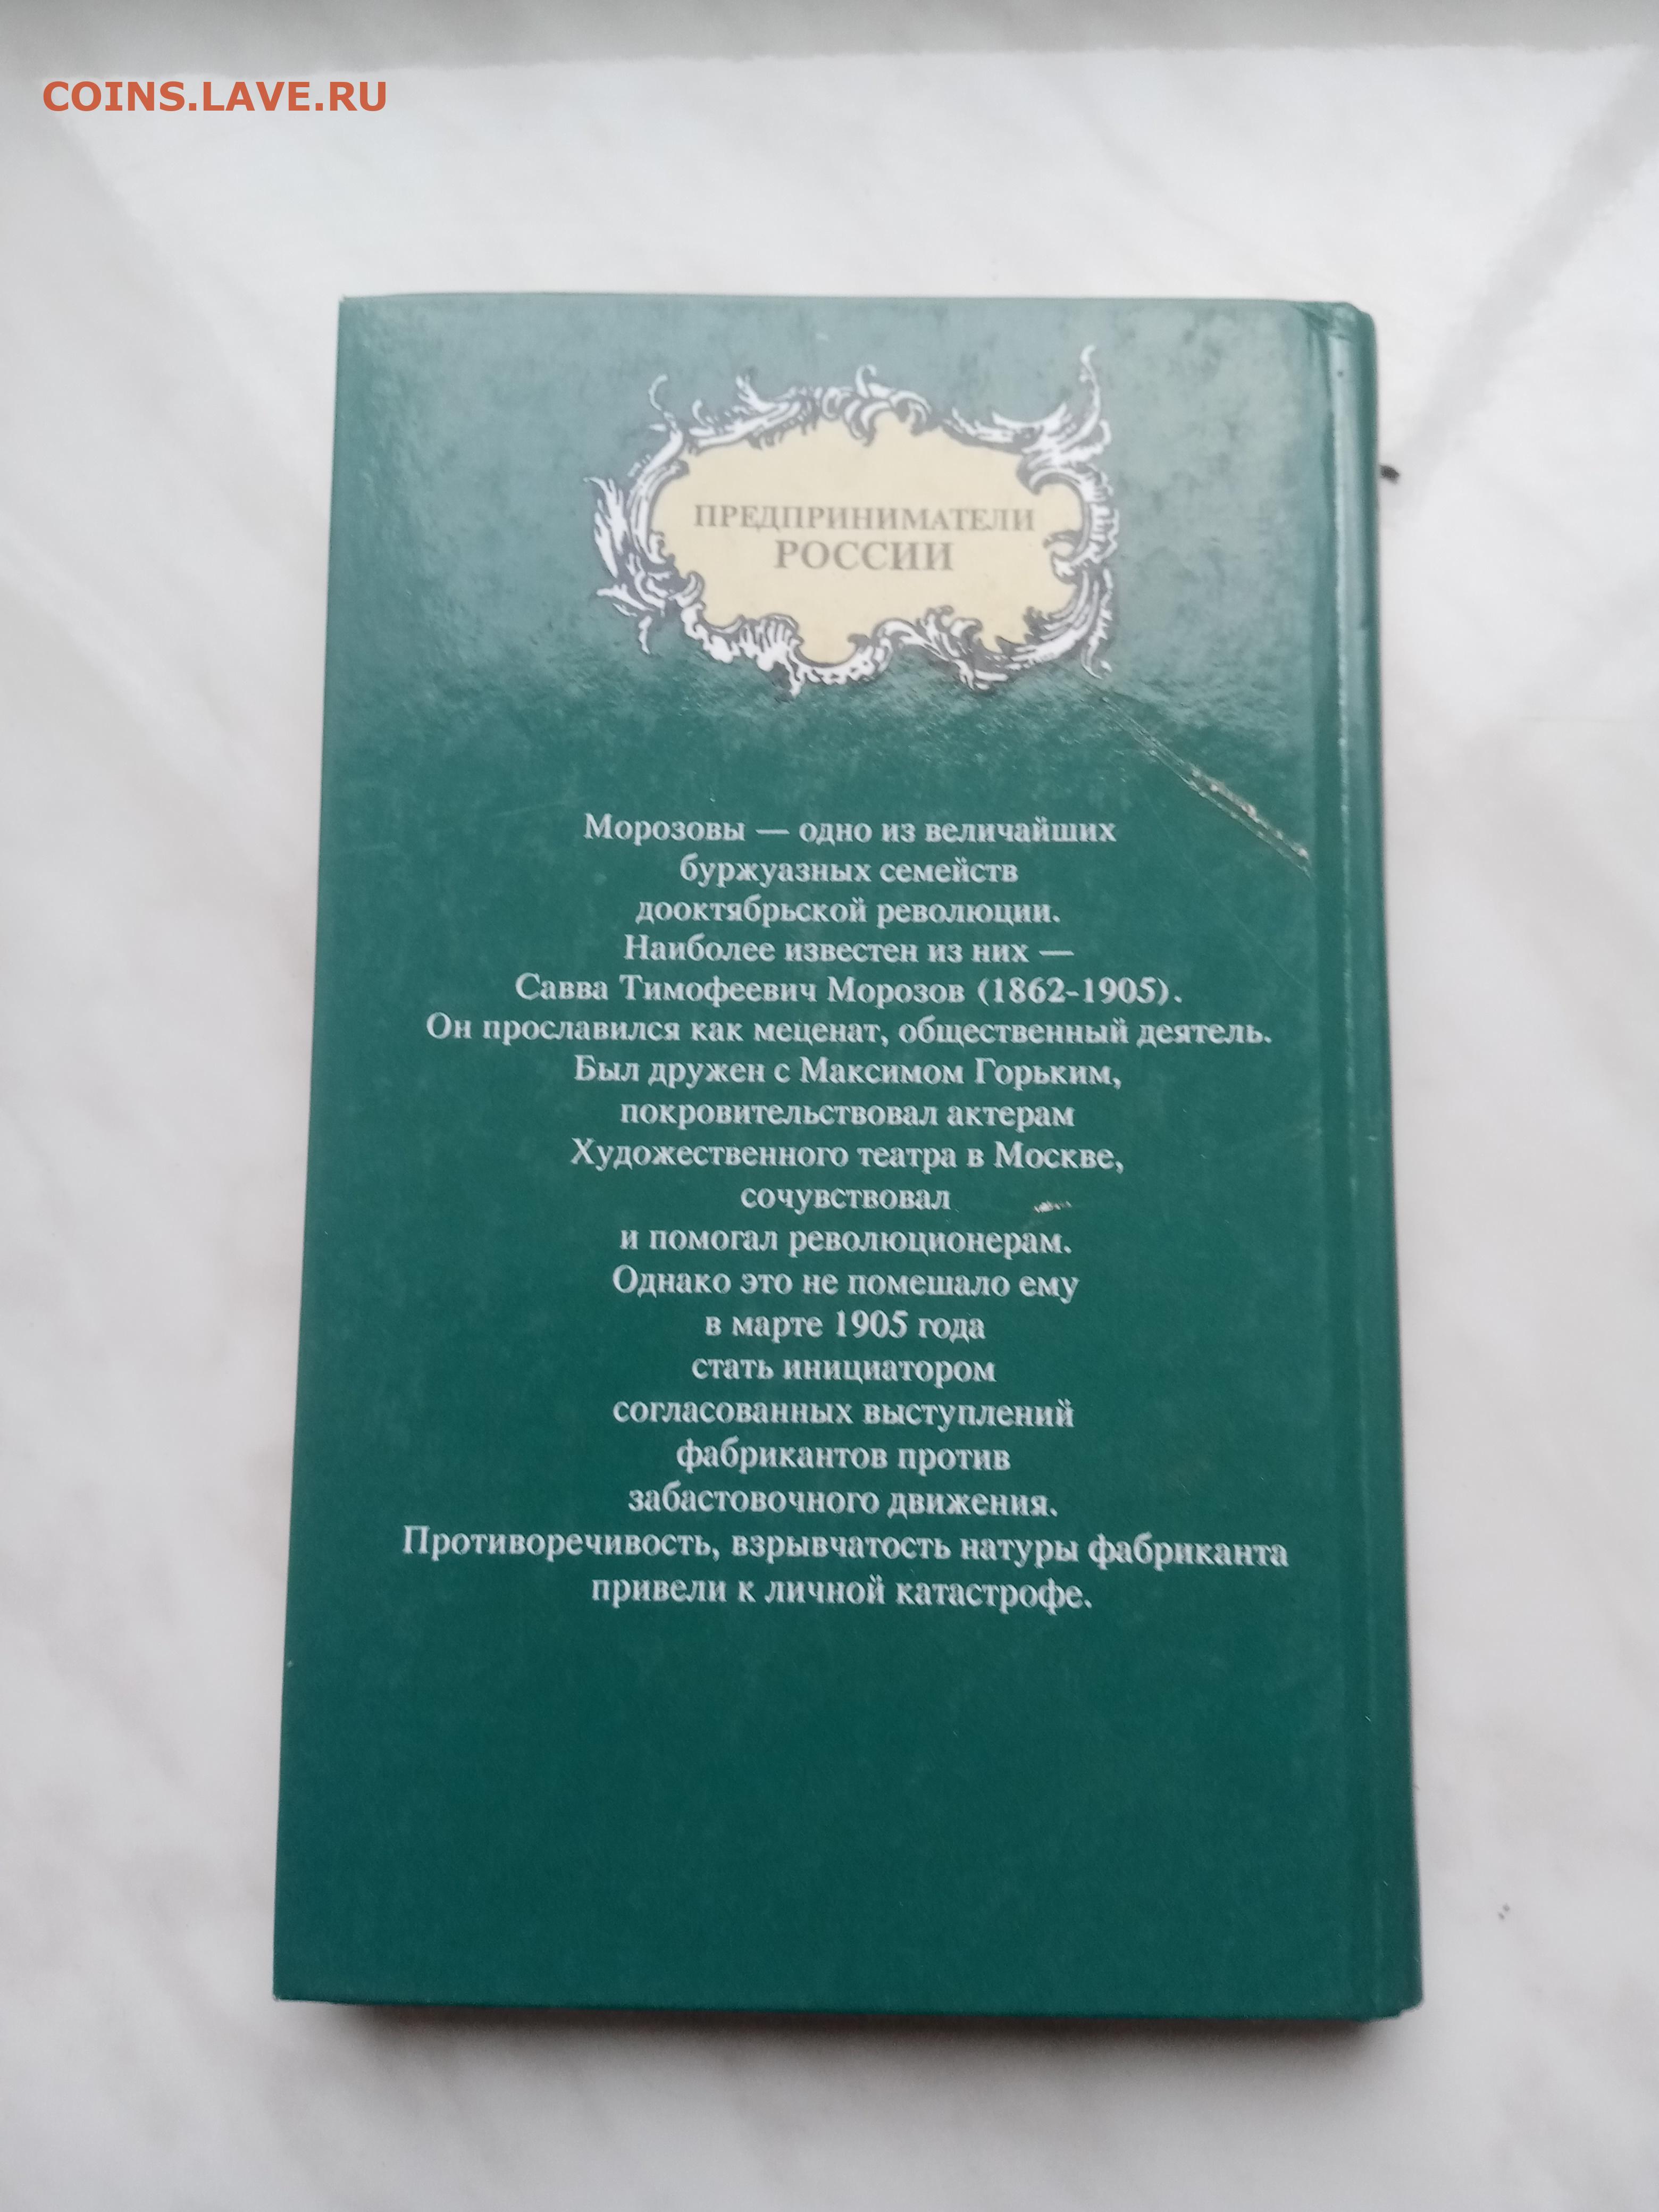 COINS.LAVE.RU
ПРЕДПРИНИМАТЕЛИ
РОССИИ
Морозовы — одно из величайших
буржуазных семейств
дооктябрьской революции.
Наиболее известен из них —
Савва Тимофеевич Морозов (1862-1905).
Он прославился как меценат, общественный деятель.
Был дружен с Максимом Горьким,
покровительствовал актерам
Художественного театра в Москве,
сочувствовал
и помогал революционерам.
Однако это не помешало ему
в марте 1905 года
стать инициатором
согласованных выступлений
фабрикантов против
забастовочного движения.
Противоречивость, взрывчатость натуры фабриканта
привели к личной катастрофе.